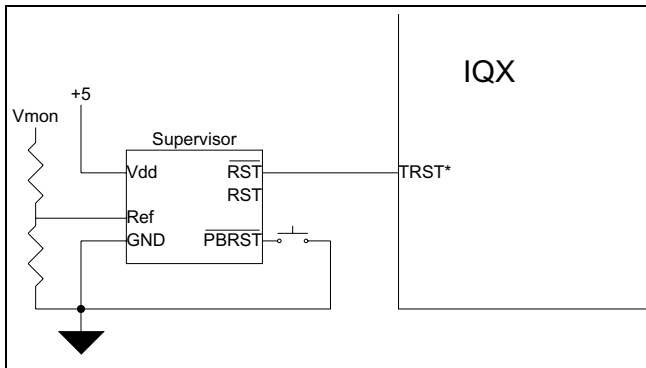 IQX
+5
Vmon
Supervisor
Vdd
RST
TRST*
RST
Ref
GND
PBRST